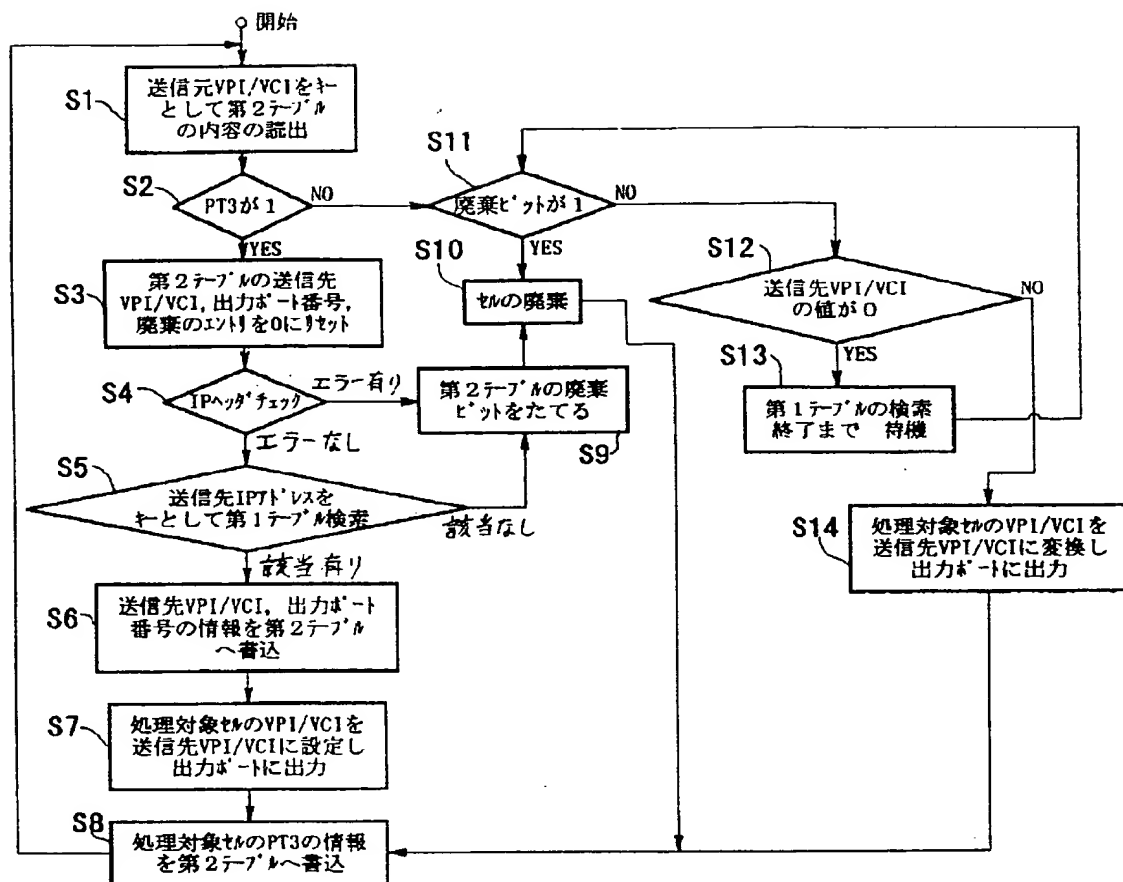 開始
S1
送信元VPI/VCIをキー
として第2テーブル
の内容の読出
S2
PT3が1
NO
YES
S3
第2テーブルの送信先
VPI/VCI,出力ポート番号,
廃棄のエントリを0にリセット
S4
IPヘッダチェック
エラー有り
エラーなし
S5
送信先IPアドレスを
キーとして第1テーブル検索
該当なし
該当有り
S6
送信先VPI/VCI, 出力ポート
番号の情報を第2テーブル
へ書込
S7
処理対象セルのVPI/VCIを
送信先VPI/VCIに設定し
出力ポートに出力
S8
処理対象セルのPT3の情報
を第2テーブルへ書込
S11
廃棄ビットが1
NO
YES
S10
セルの廃棄
第2テーブルの廃棄
ビットをたてる
S9
S12
送信先VPI/VCI
の値が0
NO
YES
S13
第1テーブルの検索
終了まで 待機
S14
処理対象セルのVPI/VCIを
送信先VPI/VCIに変換し
出力ポートに出力